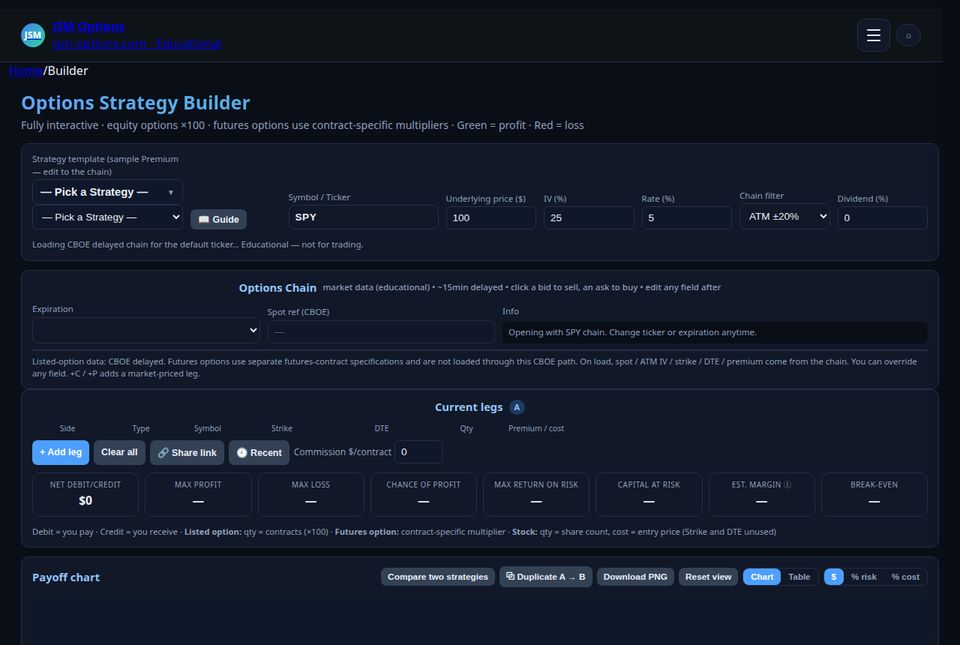 JSM
JSM Options
jsm-options.com · Educational
☰
Home/Builder
Options Strategy Builder
Fully interactive · equity options ×100 · futures options use contract-specific multipliers · Green = profit · Red = loss
Strategy template (sample Premium
— edit to the chain)
— Pick a Strategy — ▾
— Pick a Strategy —
📖 Guide
Symbol / Ticker
SPY
Underlying price ($)
100
IV (%)
25
Rate (%)
5
Chain filter
ATM ±20%
Dividend (%)
0
Loading CBOE delayed chain for the default ticker... Educational — not for trading.
Options Chain market data (educational) • ~15min delayed • click a bid to sell, an ask to buy • edit any field after
Expiration
Spot ref (CBOE)
—
Info
Opening with SPY chain. Change ticker or expiration anytime.
Listed-option data: CBOE delayed. Futures options use separate futures-contract specifications and are not loaded through this CBOE path. On load, spot / ATM IV / strike / DTE / premium come from the chain. You can override
any field. +C / +P adds a market-priced leg.
Current legs A
Side Type Symbol Strike DTE Qty Premium / cost
+ Add leg Clear all 🔗 Share link 🕘 Recent Commission $/contract 0
NET DEBIT/CREDIT
$0
MAX PROFIT
—
MAX LOSS
—
CHANCE OF PROFIT
—
MAX RETURN ON RISK
—
CAPITAL AT RISK
—
EST. MARGIN ⓘ
—
BREAK-EVEN
—
Debit = you pay · Credit = you receive · Listed option: qty = contracts (×100) · Futures option: contract-specific multiplier · Stock: qty = share count, cost = entry price (Strike and DTE unused)
Payoff chart
Compare two strategies ⧉ Duplicate A → B Download PNG Reset view Chart Table $ % risk % cost